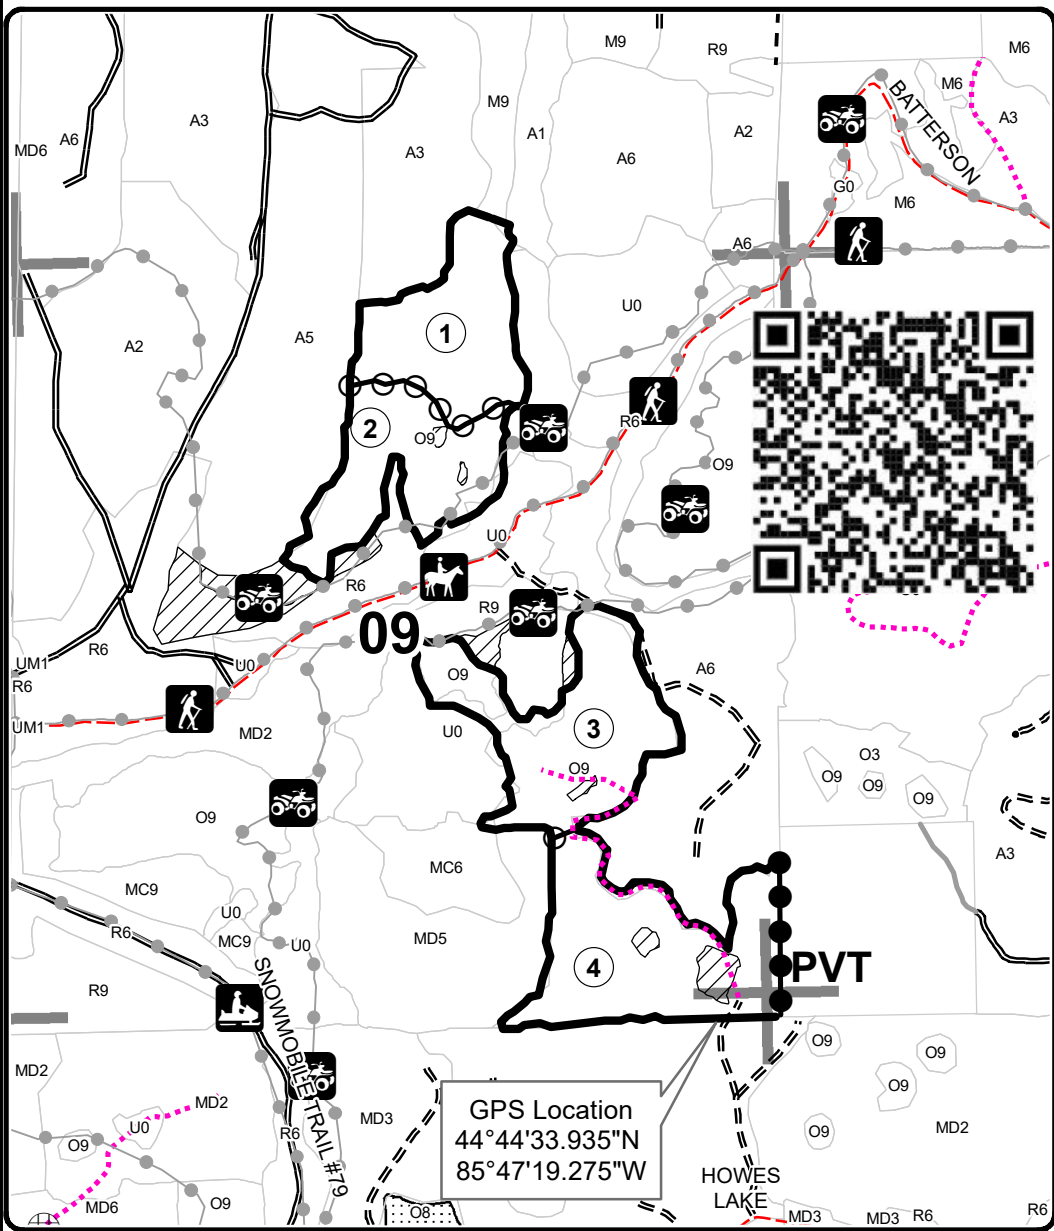 M9
R9
M6
M6
BATTERSON
A3
M9
A3
A1
A2
MD6
A6
A3
A6
G0
M6
A6
U0
1
A2
A5
2
O9
R6
O9
U0
R6
R9
09
UM1
R6
U0
R6
O9
A6
UM1
MD2
U0
3
O9
O3
O9
O9
O9
O9
MC6
A3
MC9
U0
R6
MC9
U0
MD5
R9
4
PVT
SNOWMOBILE TRAIL #79
O9
O9
O9
O9
MD2
MD2
MD2
U0
O9
R6
MD3
GPS Location
44°44'33.935"N
85°47'19.275"W
HOWES
LAKE
MD6
O9
O8
MD3
MD3
R6
R6